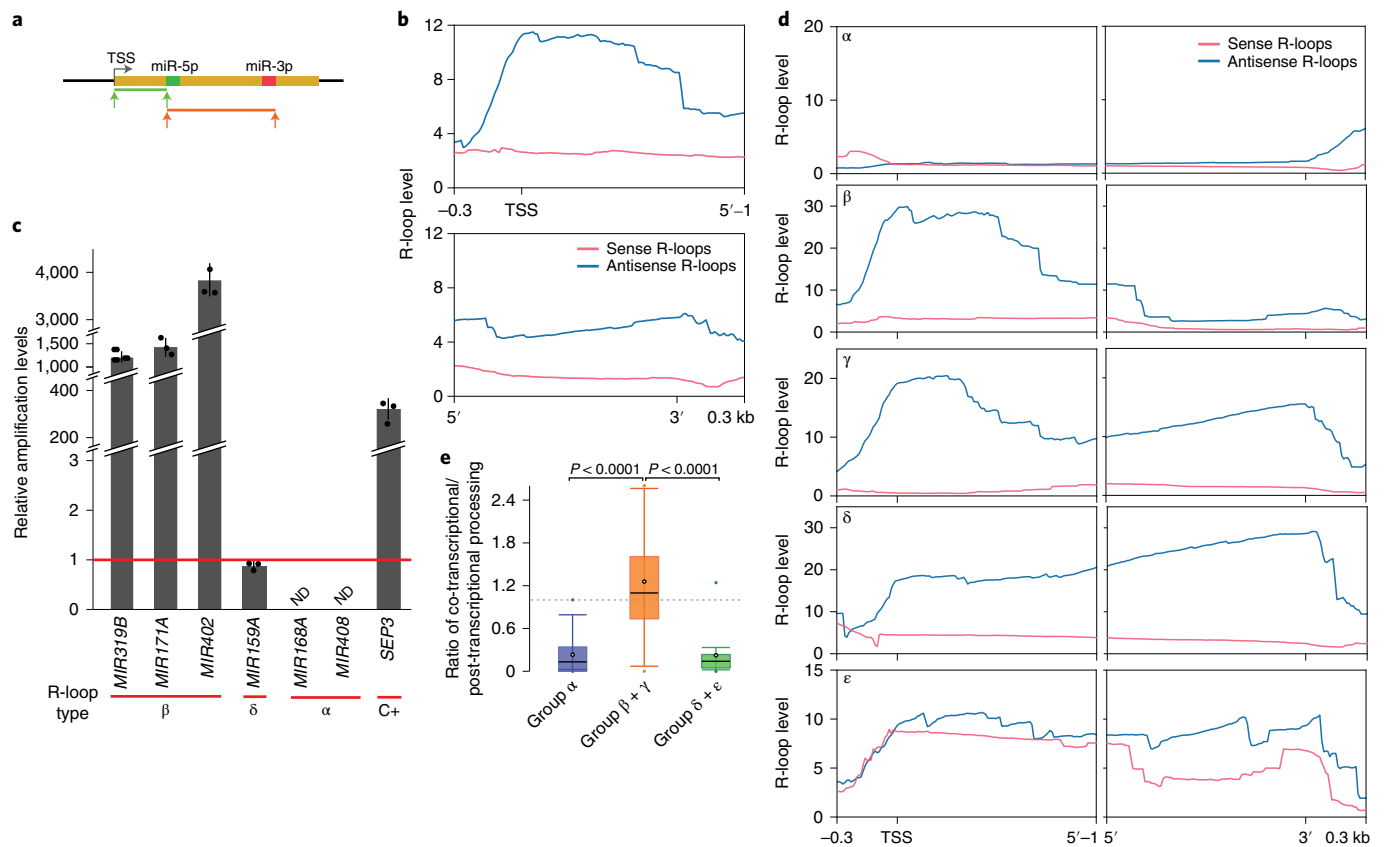 a
TSS
miR-5p
miR-3p
b
R-loop level
12
8
4
0
–0.3
TSS
5′–1
12
8
4
0
Sense R-loops
Antisense R-loops
5′
3′
0.3 kb
c
Relative amplification levels
4,000
3,000
1,500
1,000
400
200
3
2
1
0
ND
ND
MIR319B
MIR171A
MIR402
MIR159A
MIR168A
MIR408
SEP3
R-loop
type
β
δ
α
C+
d
α
R-loop level
20
10
0
Sense R-loops
Antisense R-loops
β
R-loop level
30
20
10
0
γ
R-loop level
20
10
0
δ
R-loop level
30
20
10
0
ε
R-loop level
15
10
5
0
–0.3
TSS
5′–1
5′
3′
0.3 kb
e
Ratio of co-transcriptional/
post-transcriptional processing
P < 0.0001
P < 0.0001
2.4
1.8
1.2
0.6
0
Group α
Group β + γ
Group δ + ε